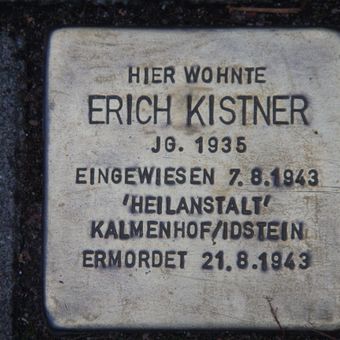 HIER WOHNTE
ERICH KISTNER
JG. 1935
EINGEWIESEN 7.8.1943
'HEILANSTALT'
KALMENHOF/IDSTEIN
ERMORDET 21.8.1943